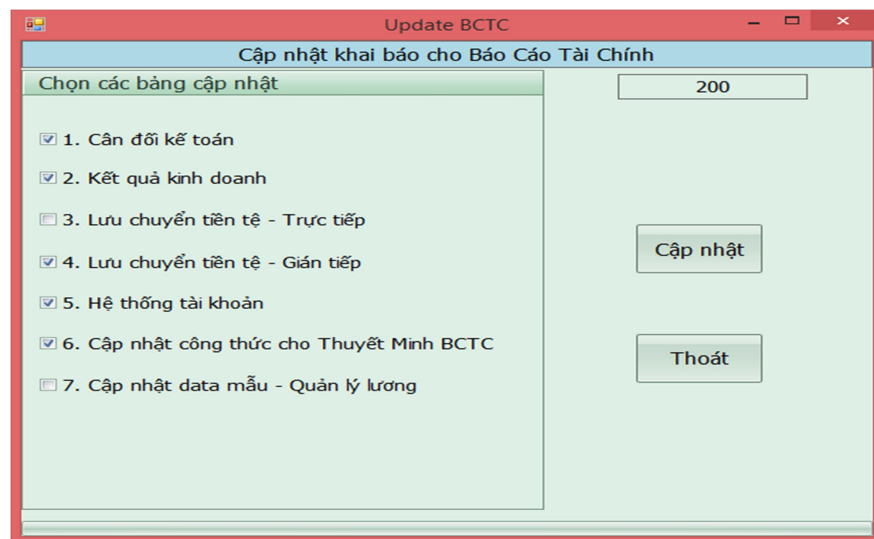 Update BCTC
Cập nhật khai báo cho Báo Cáo Tài Chính
Chọn các bảng cập nhật
200
1. Cân đối kế toán
2. Kết quả kinh doanh
3. Lưu chuyển tiền tệ - Trực tiếp
4. Lưu chuyển tiền tệ - Gián tiếp
5. Hệ thống tài khoản
6. Cập nhật công thức cho Thuyết Minh BCTC
7. Cập nhật data mẫu - Quản lý lương
Cập nhật
Thoát